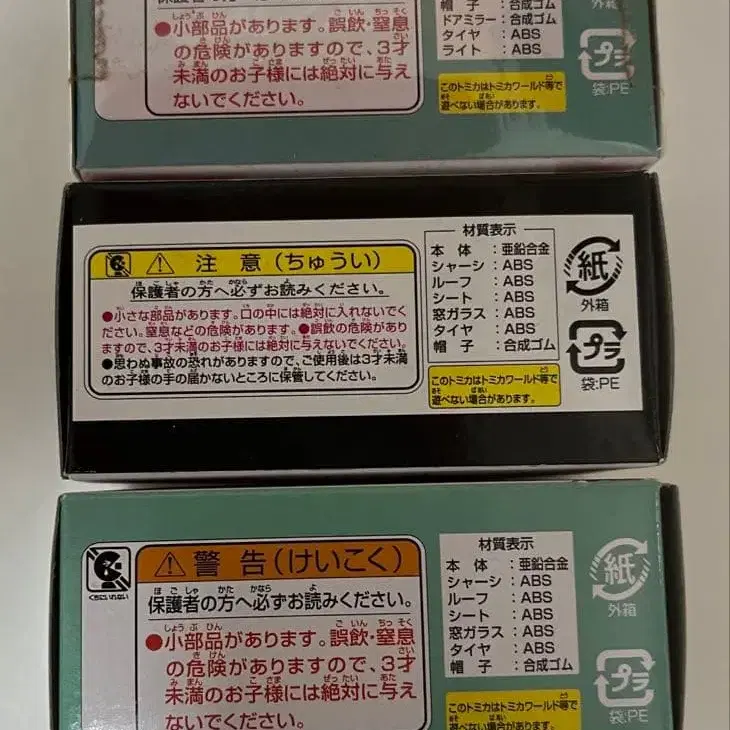 ●小部品があります。誤飲・窒息
の危険がありますので、3才
未満のお子様には絶対に与え
ないでください。
帽　子：合成ゴム
ドアミラー：合成ゴム
タイヤ：ABS
ライト：ABS
このトミカはトミカワールド等で
遊べない場合があります。
外箱
プラ
袋:PE
⚠ 注意（ちゅうい）
保護者の方へ必ずお読みください。
●小さな部品があります。口の中には絶対に入れないでく
ださい。窒息などの危険があります。●誤飲の危険があり
ますので、3才未満のお子様には絶対に与えないでください。
●思わぬ事故の恐れがありますので、ご使用後は3才未満
のお子様の手の届かないところに保管してください。
材質表示
本　体：亜鉛合金
シャーシ：ABS
ルーフ：ABS
シート：ABS
窓ガラス：ABS
タイヤ：ABS
帽　子：合成ゴム
このトミカはトミカワールド等で
遊べない場合があります。
紙
外箱
プラ
袋:PE
くちにいれない
⚠ 警告（けいこく）
保護者の方へ必ずお読みください。
●小部品があります。誤飲・窒息
の危険がありますので、3才
未満のお子様には絶対に与え
ないでください。
材質表示
本　体：亜鉛合金
シャーシ：ABS
ルーフ：ABS
シート：ABS
窓ガラス：ABS
タイヤ：ABS
帽　子：合成ゴム
このトミカはトミカワールド等で
遊べない場合があります。
紙
外箱
プラ
袋:PE